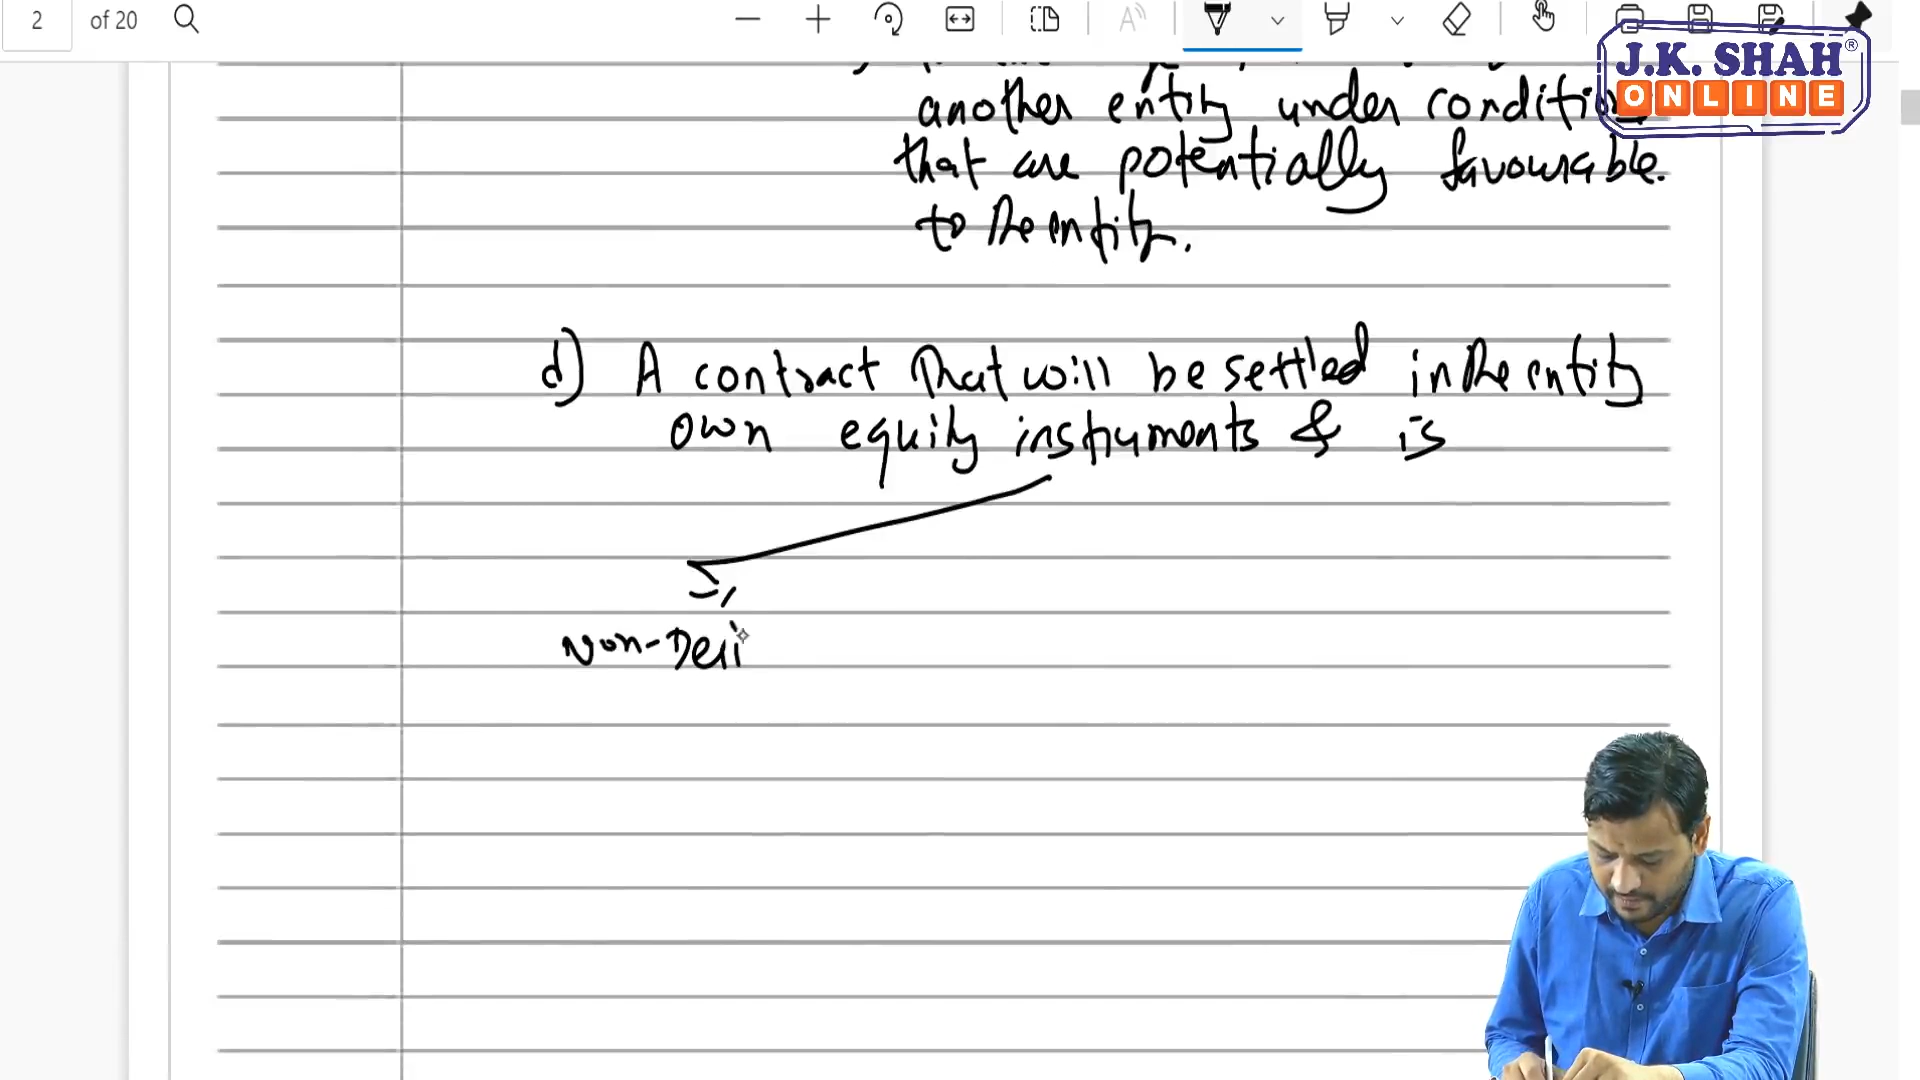 2 of 20
J.K. SHAH®
ONLINE
another entity under condition
that are potentially favourable.
to the entity.
d) A contract that will be settled in the entity
own equity instruments & is
Non-Deri